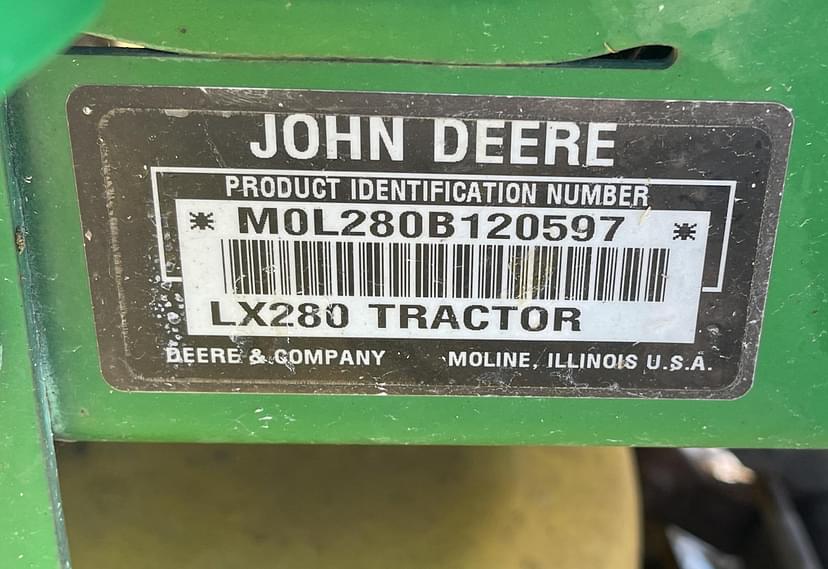 JOHN DEERE
PRODUCT IDENTIFICATION NUMBER
* M0L280B120597 *
LX280 TRACTOR
DEERE & COMPANY MOLINE, ILLINOIS U.S.A.